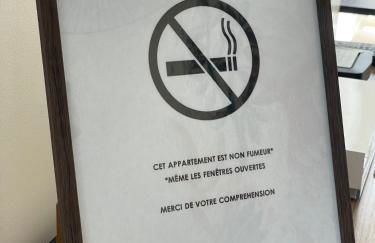 CET APPARTEMENT EST NON FUMEUR*
*MÊME LES FENÊTRES OUVERTES
MERCI DE VOTRE COMPREHENSION